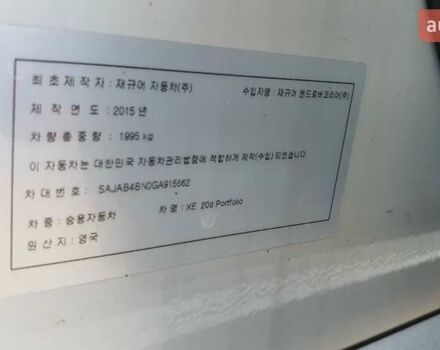 최초제작자 : 재규어 자동차(주) 수입자명 : 재규어 랜드로버코리아(주)
제 작 연 도 : 2015 년
차 량 총 중 량 : 1995 kg
이 자동차는 대한민국 자동차관리법령에 적합하게 제작(수입) 되었습니다.
차 대 번 호 : SAJAB4BN0GA915662
차 종 : 승용자동차 차 명 : XE 20d Portfolio
원 산 지 : 영국